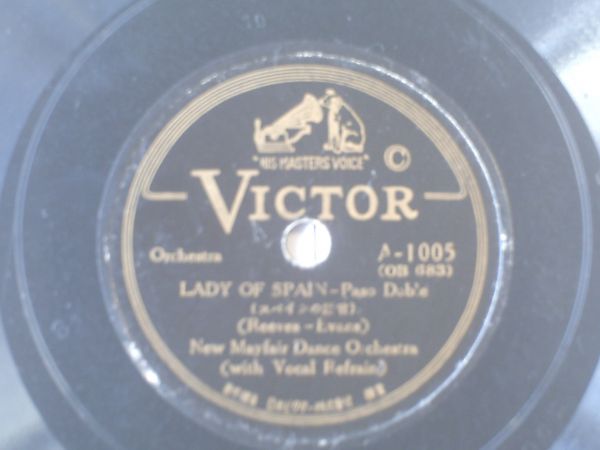 "HIS MASTERS VOICE"
©
VICTOR
Orchestra
A-1005
(OB 683)
LADY OF SPAIN-Paso Doble
(Reeves-Evans)
New Mayfair Dance Orchestra
(with Vocal Refrain)